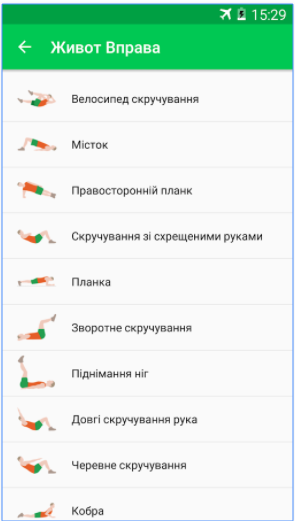 15:29
Живот Вправа
Велосипед скручування
Місток
Правосторонній планк
Скручування зі схрещеними руками
Планка
Зворотне скручування
Піднімання ніг
Довгі скручування рука
Черевне скручування
Кобра